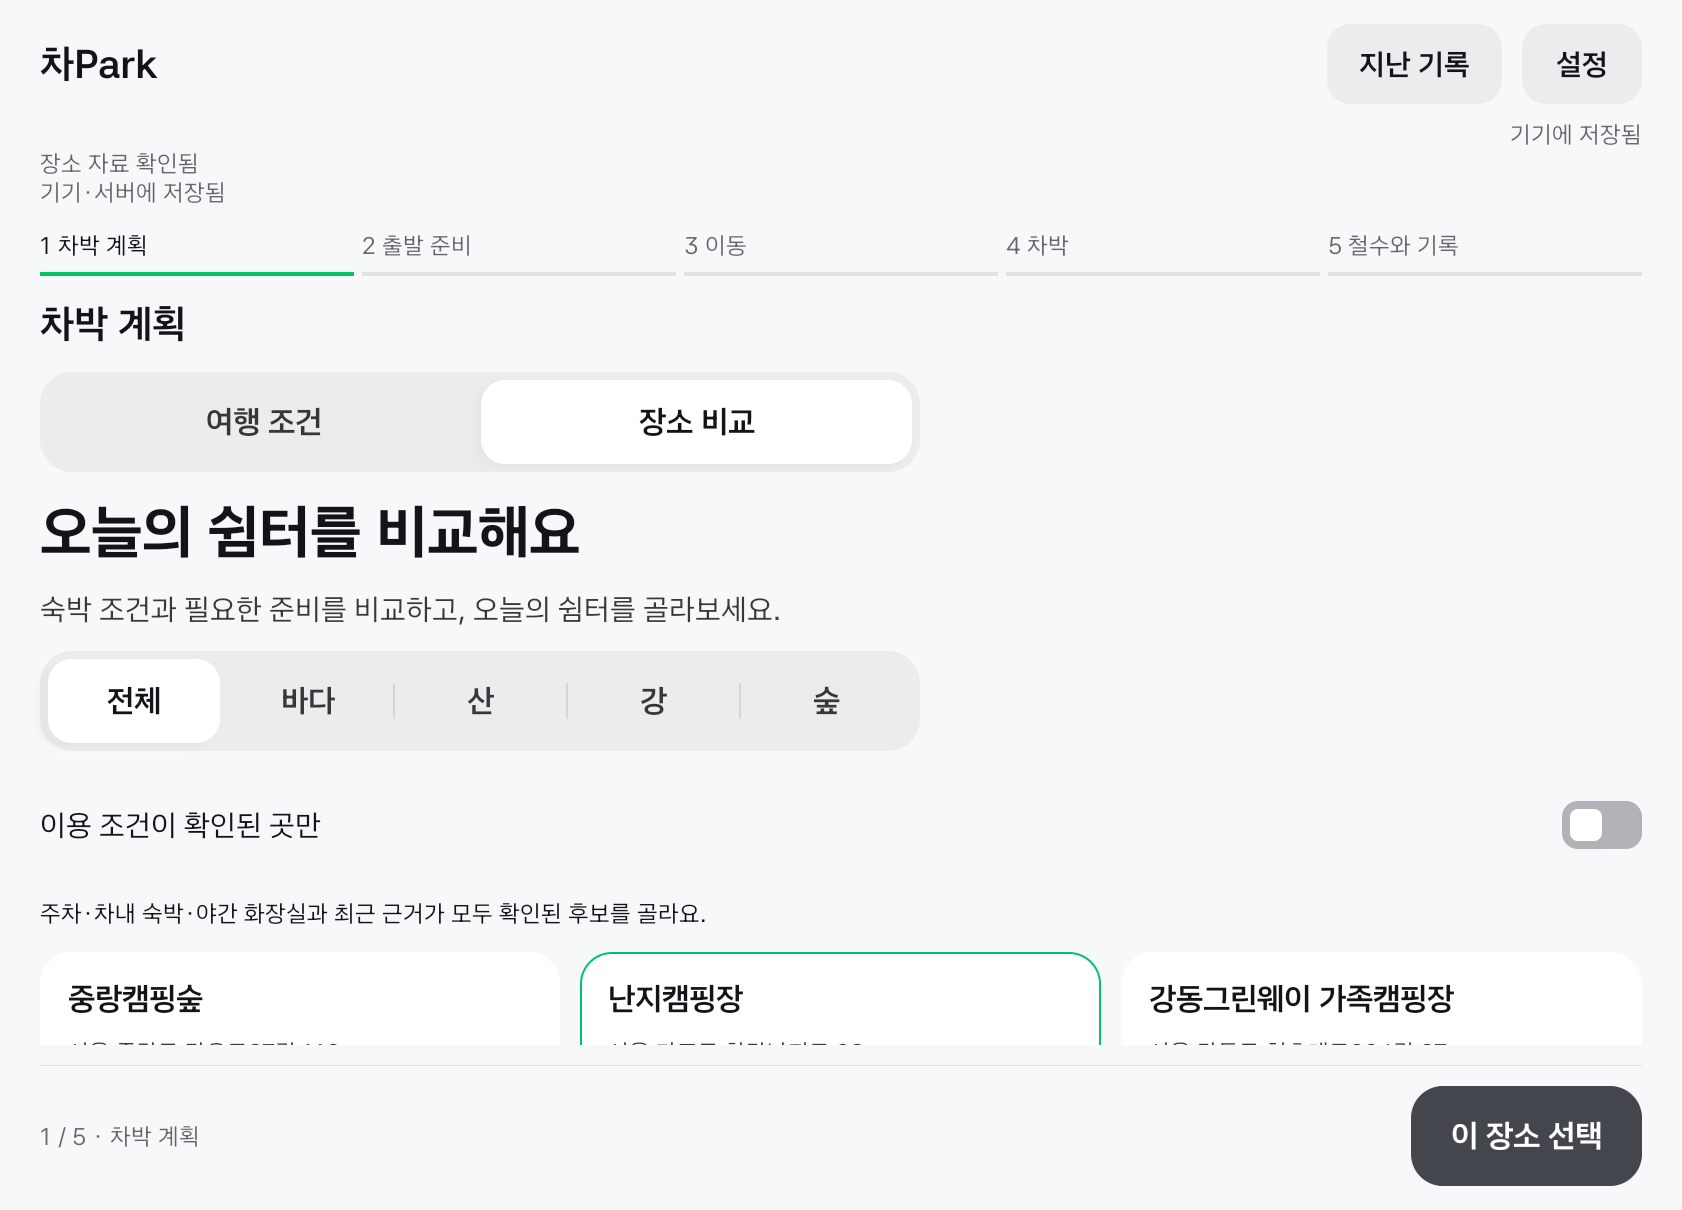 차Park
지난 기록
설정
기기에 저장됨
장소 자료 확인됨
기기·서버에 저장됨
1 차박 계획
2 출발 준비
3 이동
4 차박
5 철수와 기록
차박 계획
여행 조건
장소 비교
오늘의 쉼터를 비교해요
숙박 조건과 필요한 준비를 비교하고, 오늘의 쉼터를 골라보세요.
전체
바다
산
강
숲
이용 조건이 확인된 곳만
주차·차내 숙박·야간 화장실과 최근 근거가 모두 확인된 후보를 골라요.
중랑캠핑숲
난지캠핑장
강동그린웨이 가족캠핑장
1 / 5 · 차박 계획
이 장소 선택